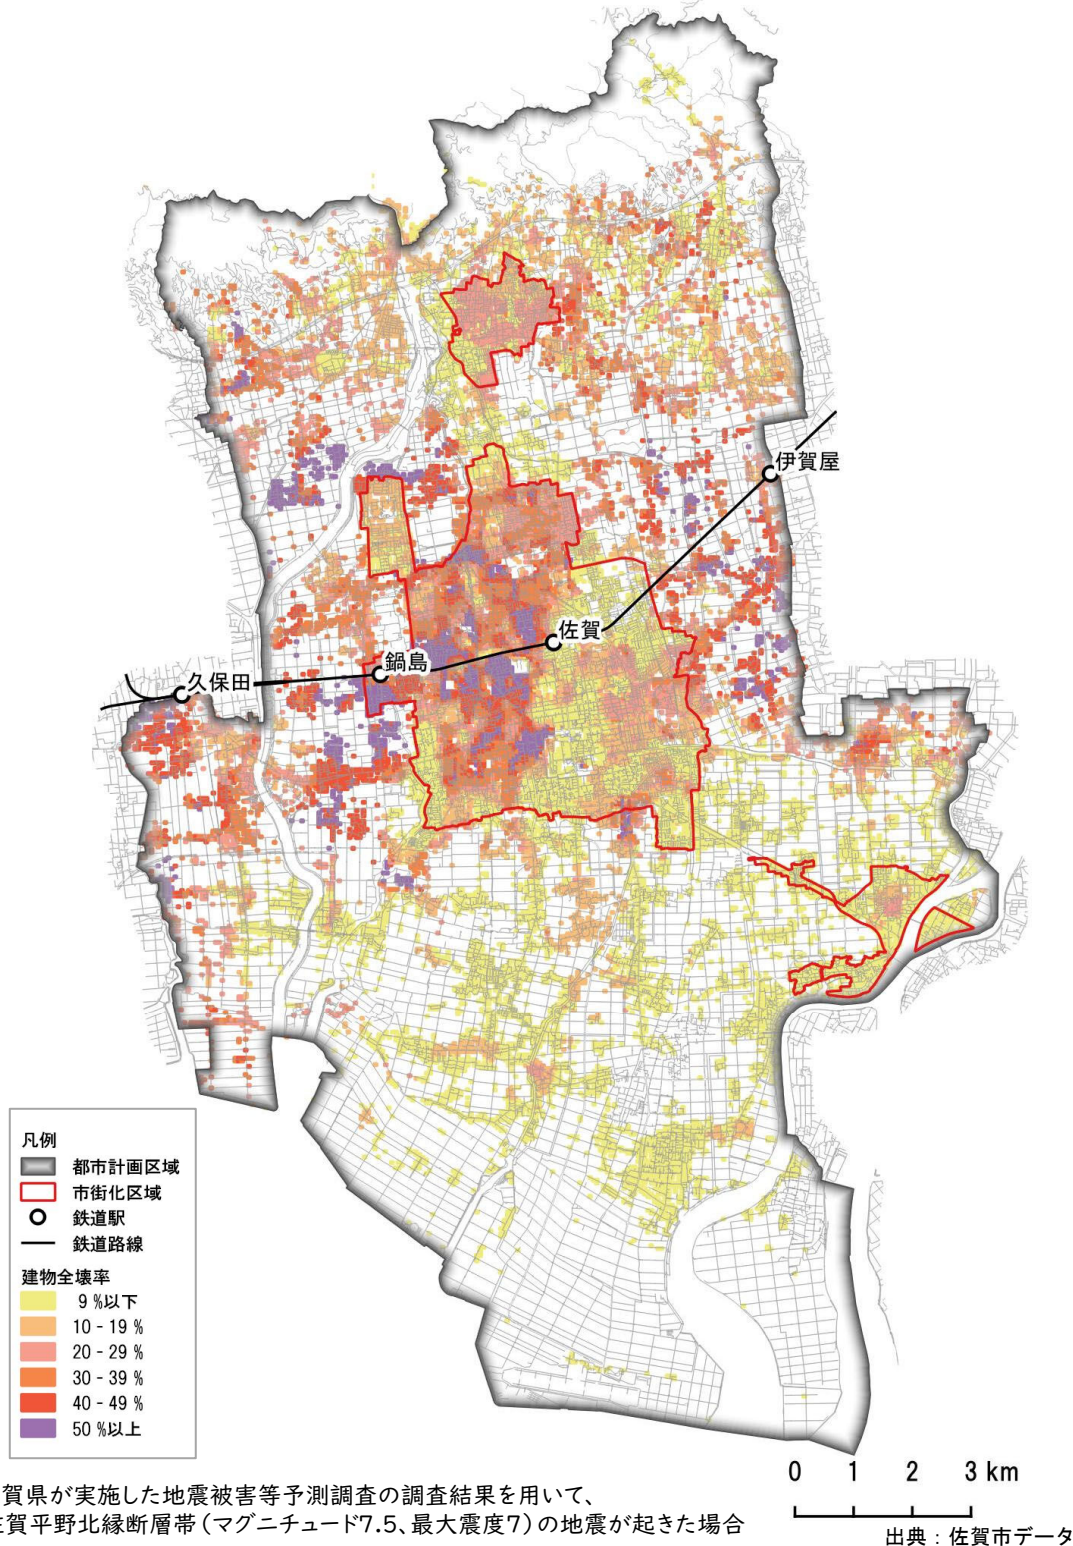 伊賀屋
佐賀
鍋島
久保田
凡例
都市計画区域
市街化区域
鉄道駅
鉄道路線
建物全壊率
9 %以下
10 - 19 %
20 - 29 %
30 - 39 %
40 - 49 %
50 %以上
0 1 2 3 km
賀県が実施した地震被害等予測調査の調査結果を用いて、
佐賀平野北縁断層帯(マグニチュード7.5、最大震度7)の地震が起きた場合
出典：佐賀市データ